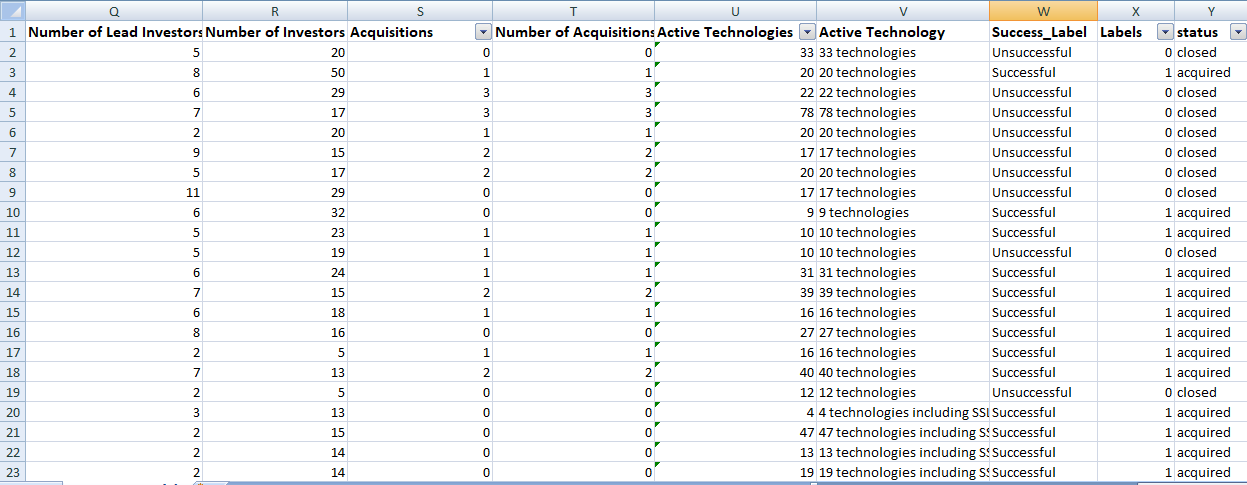 Q R S T U V W X Y
1 Number of Lead Investors Number of Investors Acquisitions Number of Acquisitions Active Technologies Active Technology Success_Label Labels status
2 5 20 0 0 33 33 technologies Unsuccessful 0 closed
3 8 50 1 1 20 20 technologies Successful 1 acquired
4 6 29 3 3 22 22 technologies Unsuccessful 0 closed
5 7 17 3 3 78 78 technologies Unsuccessful 0 closed
6 2 20 1 1 20 20 technologies Unsuccessful 0 closed
7 9 15 2 2 17 17 technologies Unsuccessful 0 closed
8 5 17 2 2 20 20 technologies Unsuccessful 0 closed
9 11 29 0 0 17 17 technologies Unsuccessful 0 closed
10 6 32 0 0 9 9 technologies Successful 1 acquired
11 5 23 1 1 10 10 technologies Successful 1 acquired
12 5 19 1 1 10 10 technologies Unsuccessful 0 closed
13 6 24 1 1 31 31 technologies Successful 1 acquired
14 7 15 2 2 39 39 technologies Successful 1 acquired
15 6 18 1 1 16 16 technologies Successful 1 acquired
16 8 16 0 0 27 27 technologies Successful 1 acquired
17 2 5 1 1 16 16 technologies Successful 1 acquired
18 7 13 2 2 40 40 technologies Successful 1 acquired
19 2 5 0 0 12 12 technologies Unsuccessful 0 closed
20 3 13 0 0 4 4 technologies including SSL Successful 1 acquired
21 2 15 0 0 47 47 technologies including SS Successful 1 acquired
22 2 14 0 0 13 13 technologies including SS Successful 1 acquired
23 2 14 0 0 19 19 technologies including SS Successful 1 acquired